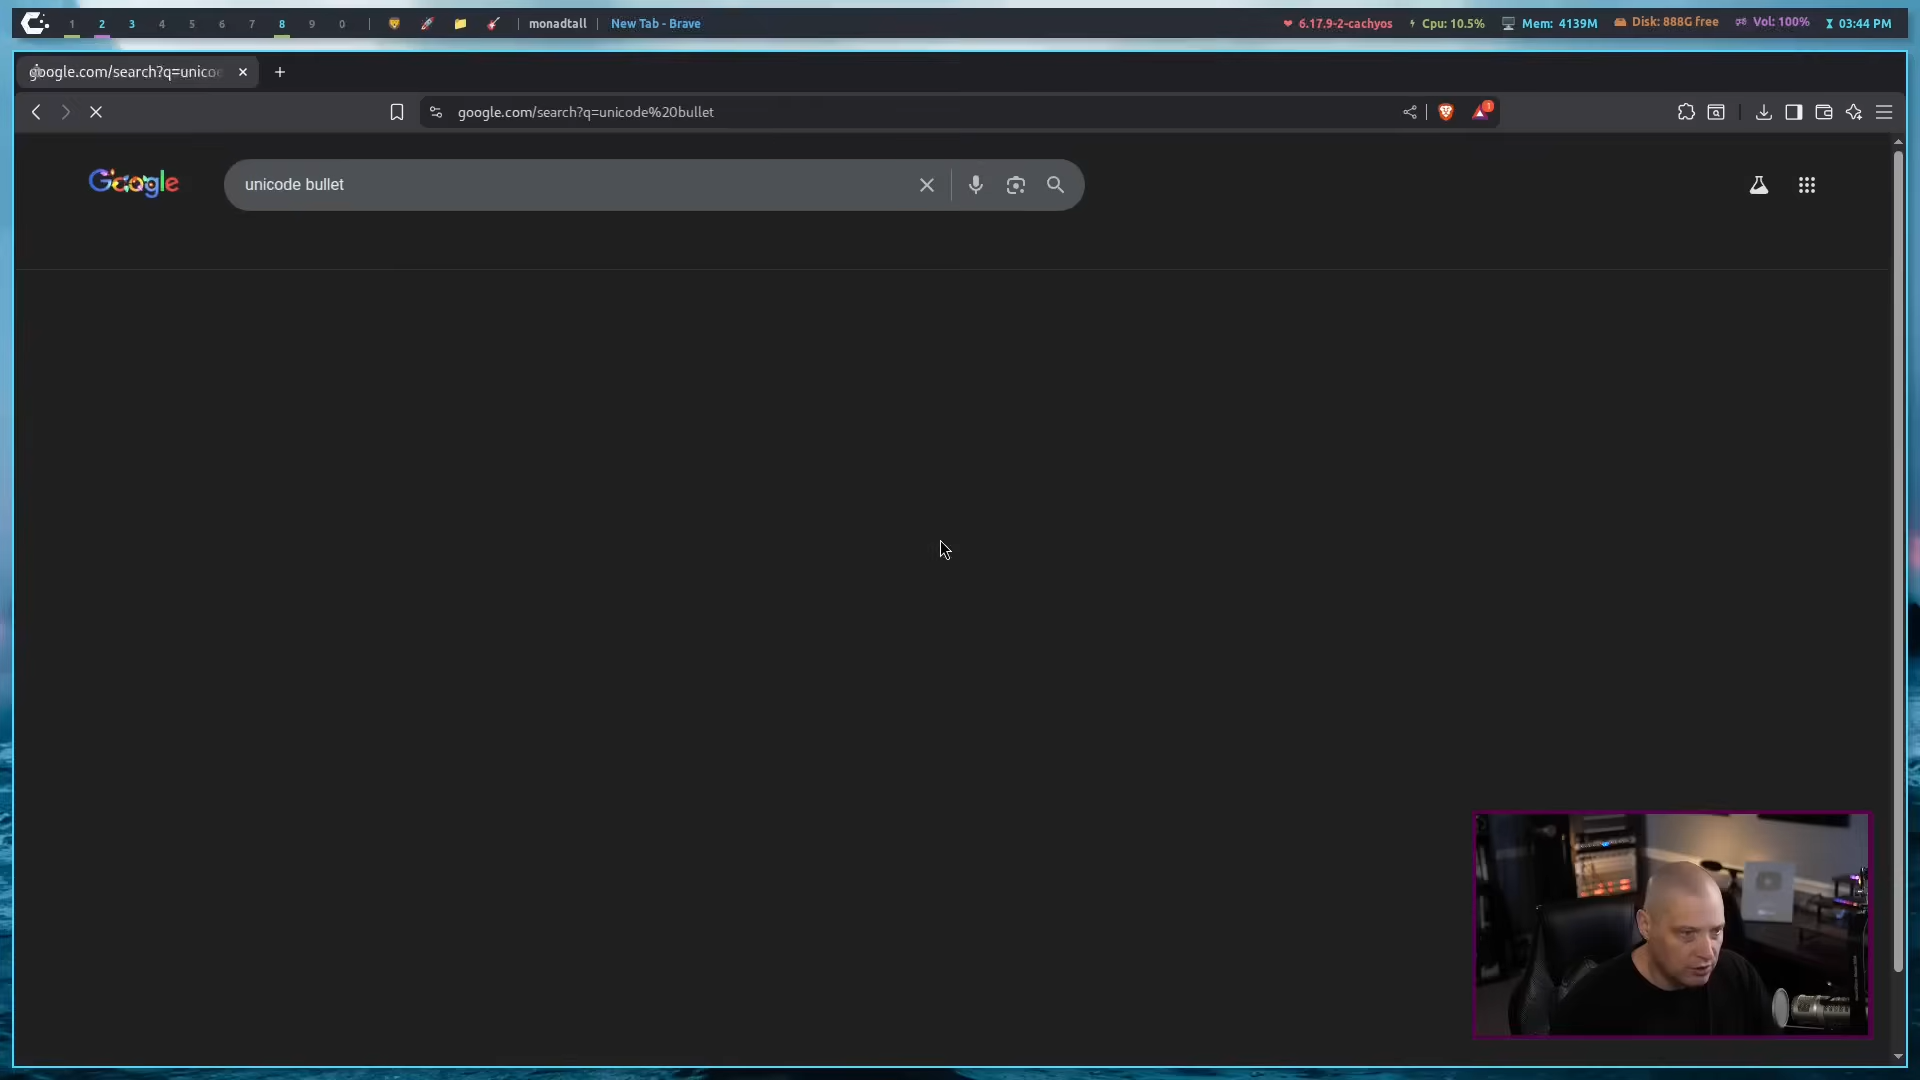 1 2 3 4 5 6 7 8 9 0 | | monadtall | New Tab - Brave 6.17.9-2-cachyos Cpu: 10.5% Mem: 4139M Disk: 888G free Vol: 100% 03:44 PM
google.com/search?q=unicod
google.com/search?q=unicode%20bullet 1
Google unicode bullet